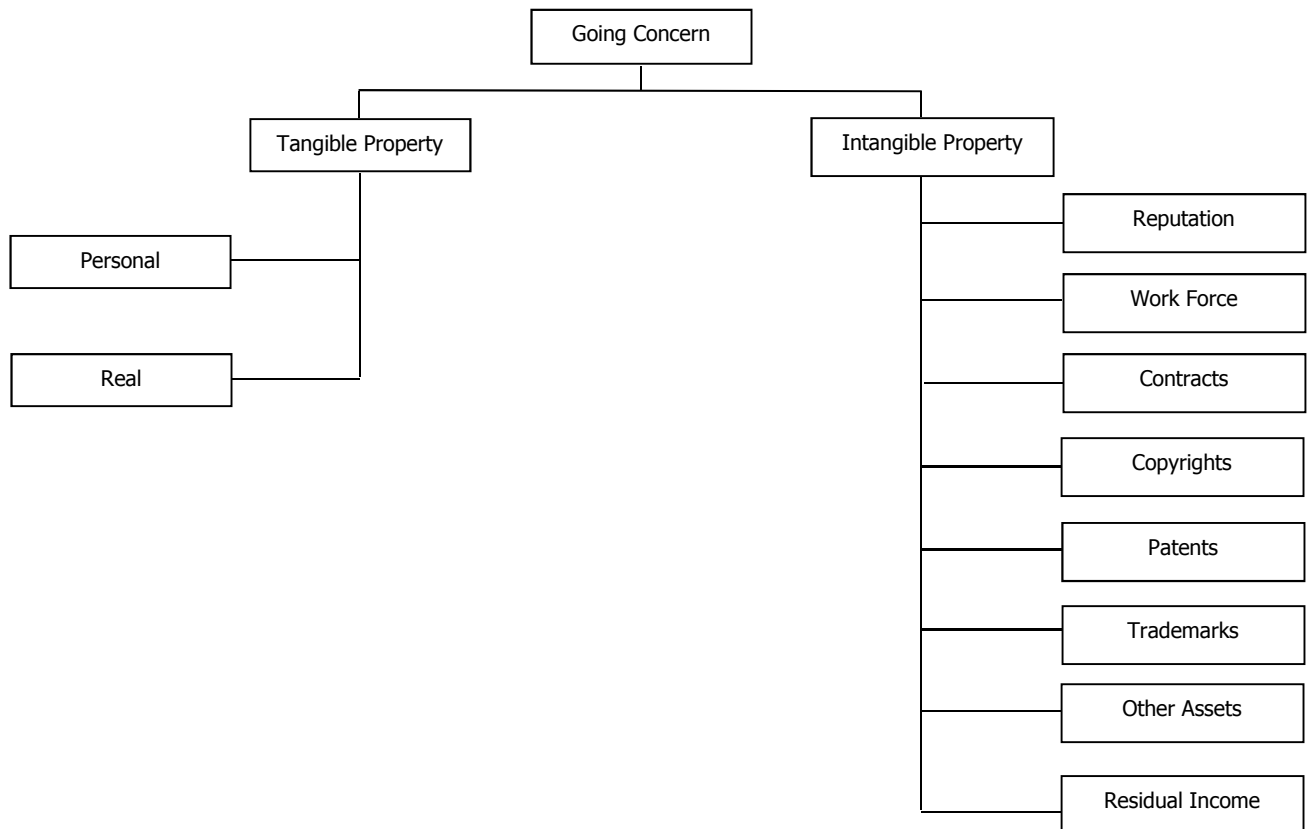 Going Concern
Tangible Property
Intangible Property
Personal
Real
Reputation
Work Force
Contracts
Copyrights
Patents
Trademarks
Other Assets
Residual Income